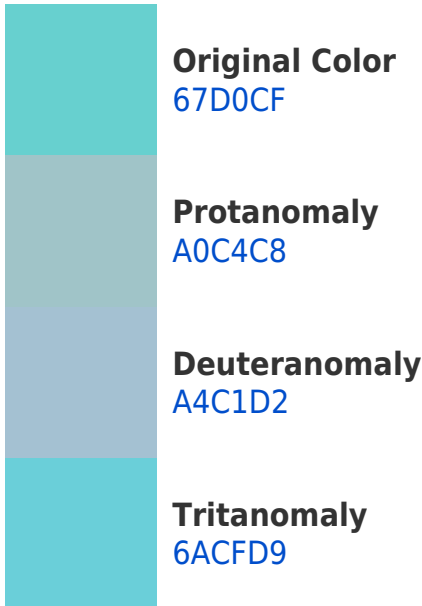 Original Color
67D0CF
Protanomaly
A0C4C8
Deuteranomaly
A4C1D2
Tritanomaly
6ACFD9